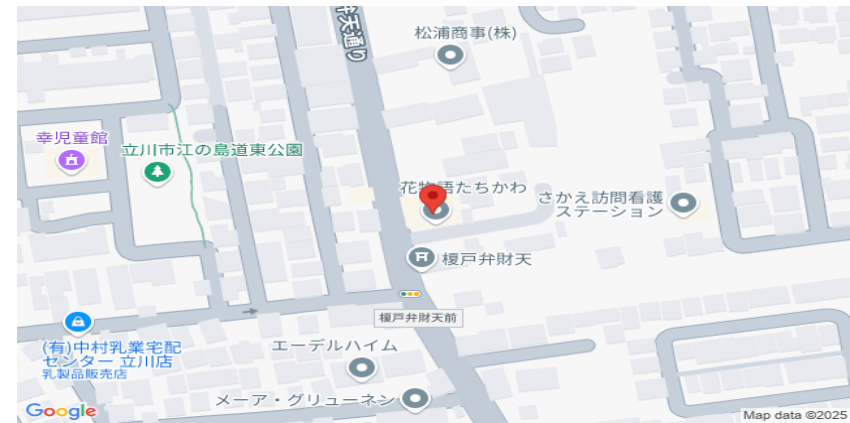 弁天通り
松浦商事(株)
幸児童館
立川市江の島道東公園
花物語たちかわ
さかえ訪問看護
ステーション
榎戸弁財天
榎戸弁財天前
(有)中村乳業宅配
センター 立川店
乳製品販売店
エーデルハイム
メーア・グリューネン
Google
Map data ©2025